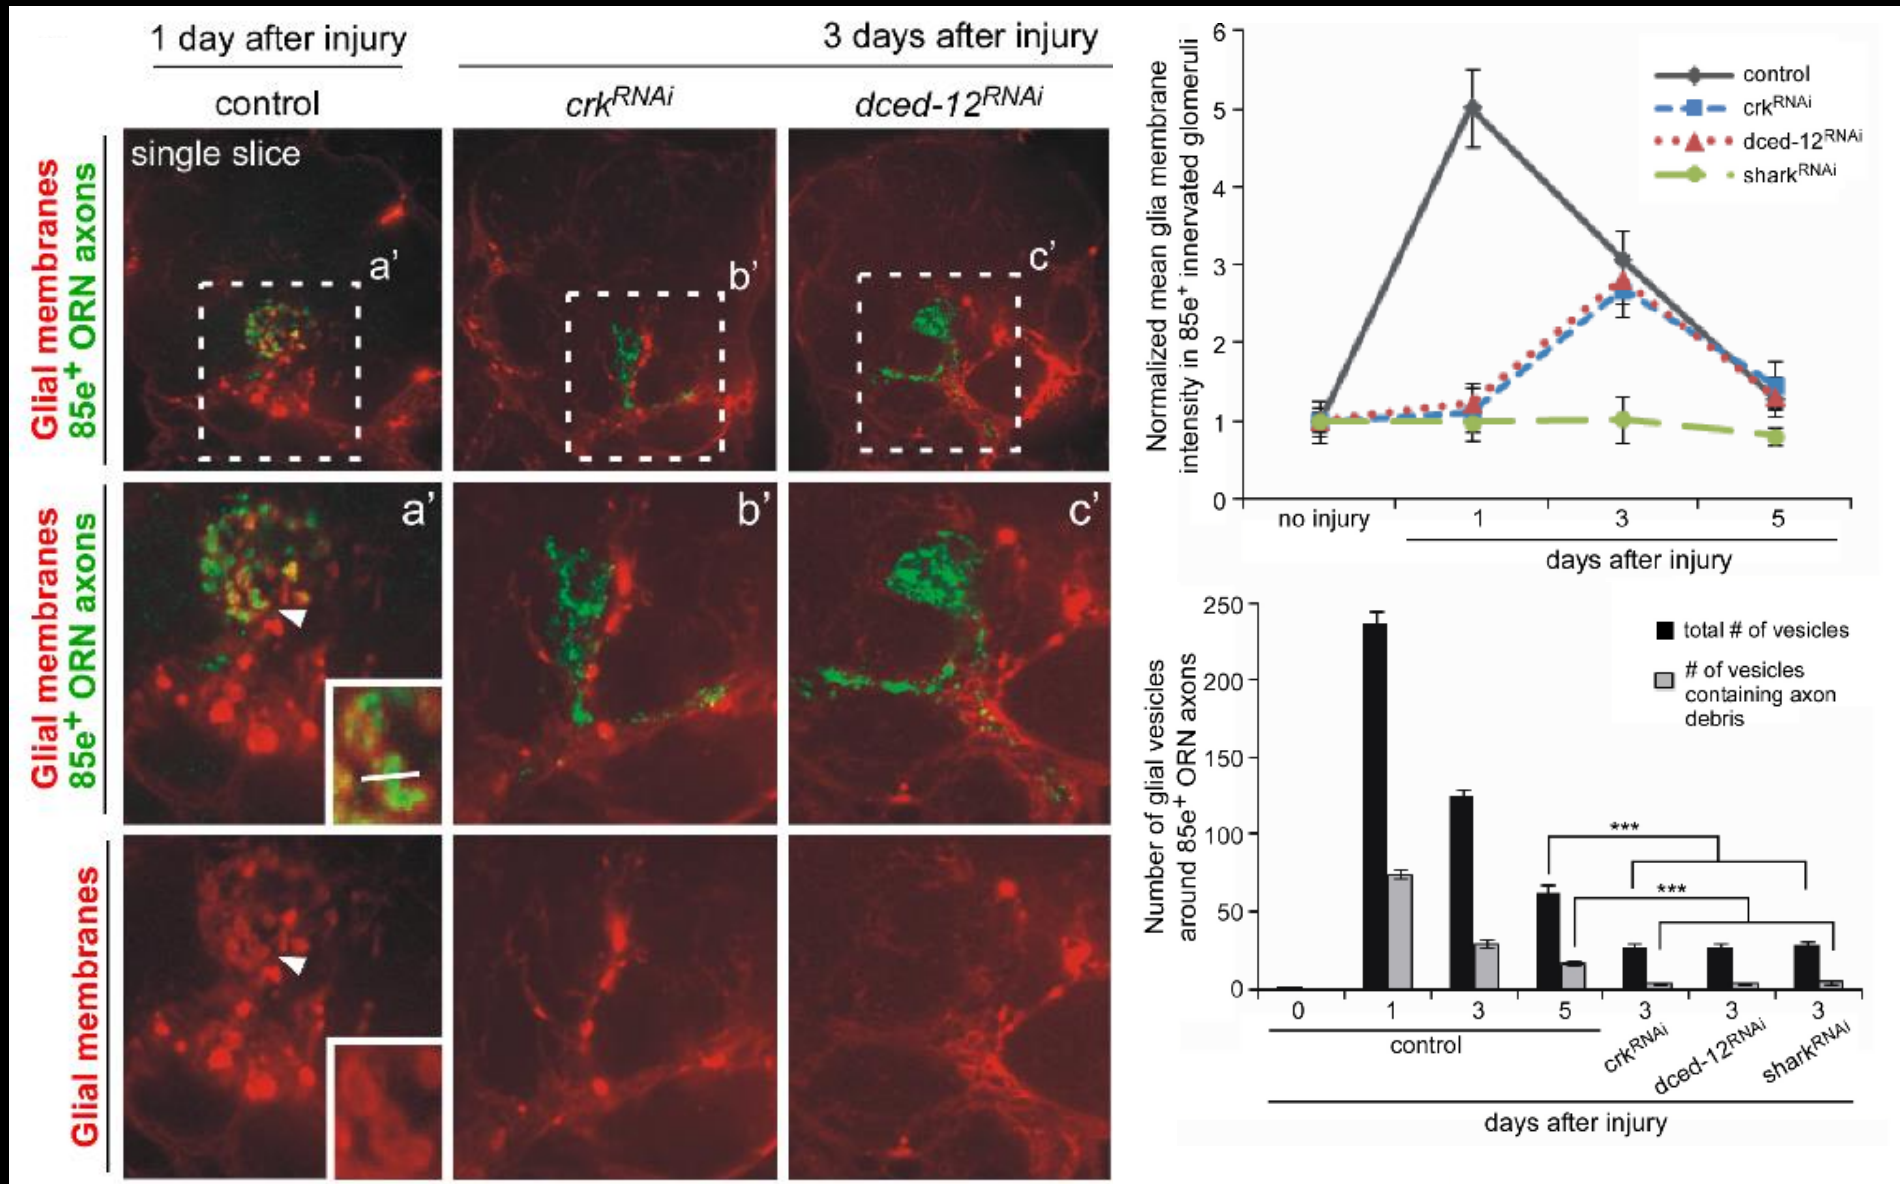 1 day after injury
3 days after injury
control
crk^RNAi
dced-12^RNAi
Glial membranes
85e+ ORN axons
single slice
a’
b’
c’
Glial membranes
85e+ ORN axons
a’
b’
c’
Glial membranes
Normalized mean glia membrane
intensity in 85e+ innervated glomeruli
6
5
4
3
2
1
0
control
crkRNAi
dced-12RNAi
sharkRNAi
no injury
1
3
5
days after injury
Number of glial vesicles
around 85e+ ORN axons
250
200
150
100
50
0
total # of vesicles
# of vesicles
containing axon
debris
***
***
0
1
3
5
3
3
3
control
crkRNAi
dced-12RNAi
sharkRNAi
days after injury